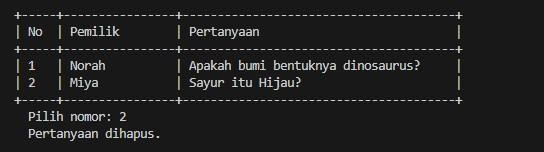 +-----+---------------+-----------------------------------+
| No  | Pemilik       | Pertanyaan                        |
+-----+---------------+-----------------------------------+
| 1   | Norah         | Apakah bumi bentuknya dinosaurus? |
| 2   | Miya          | Sayur itu Hijau?                  |
+-----+---------------+-----------------------------------+
Pilih nomor: 2
Pertanyaan dihapus.